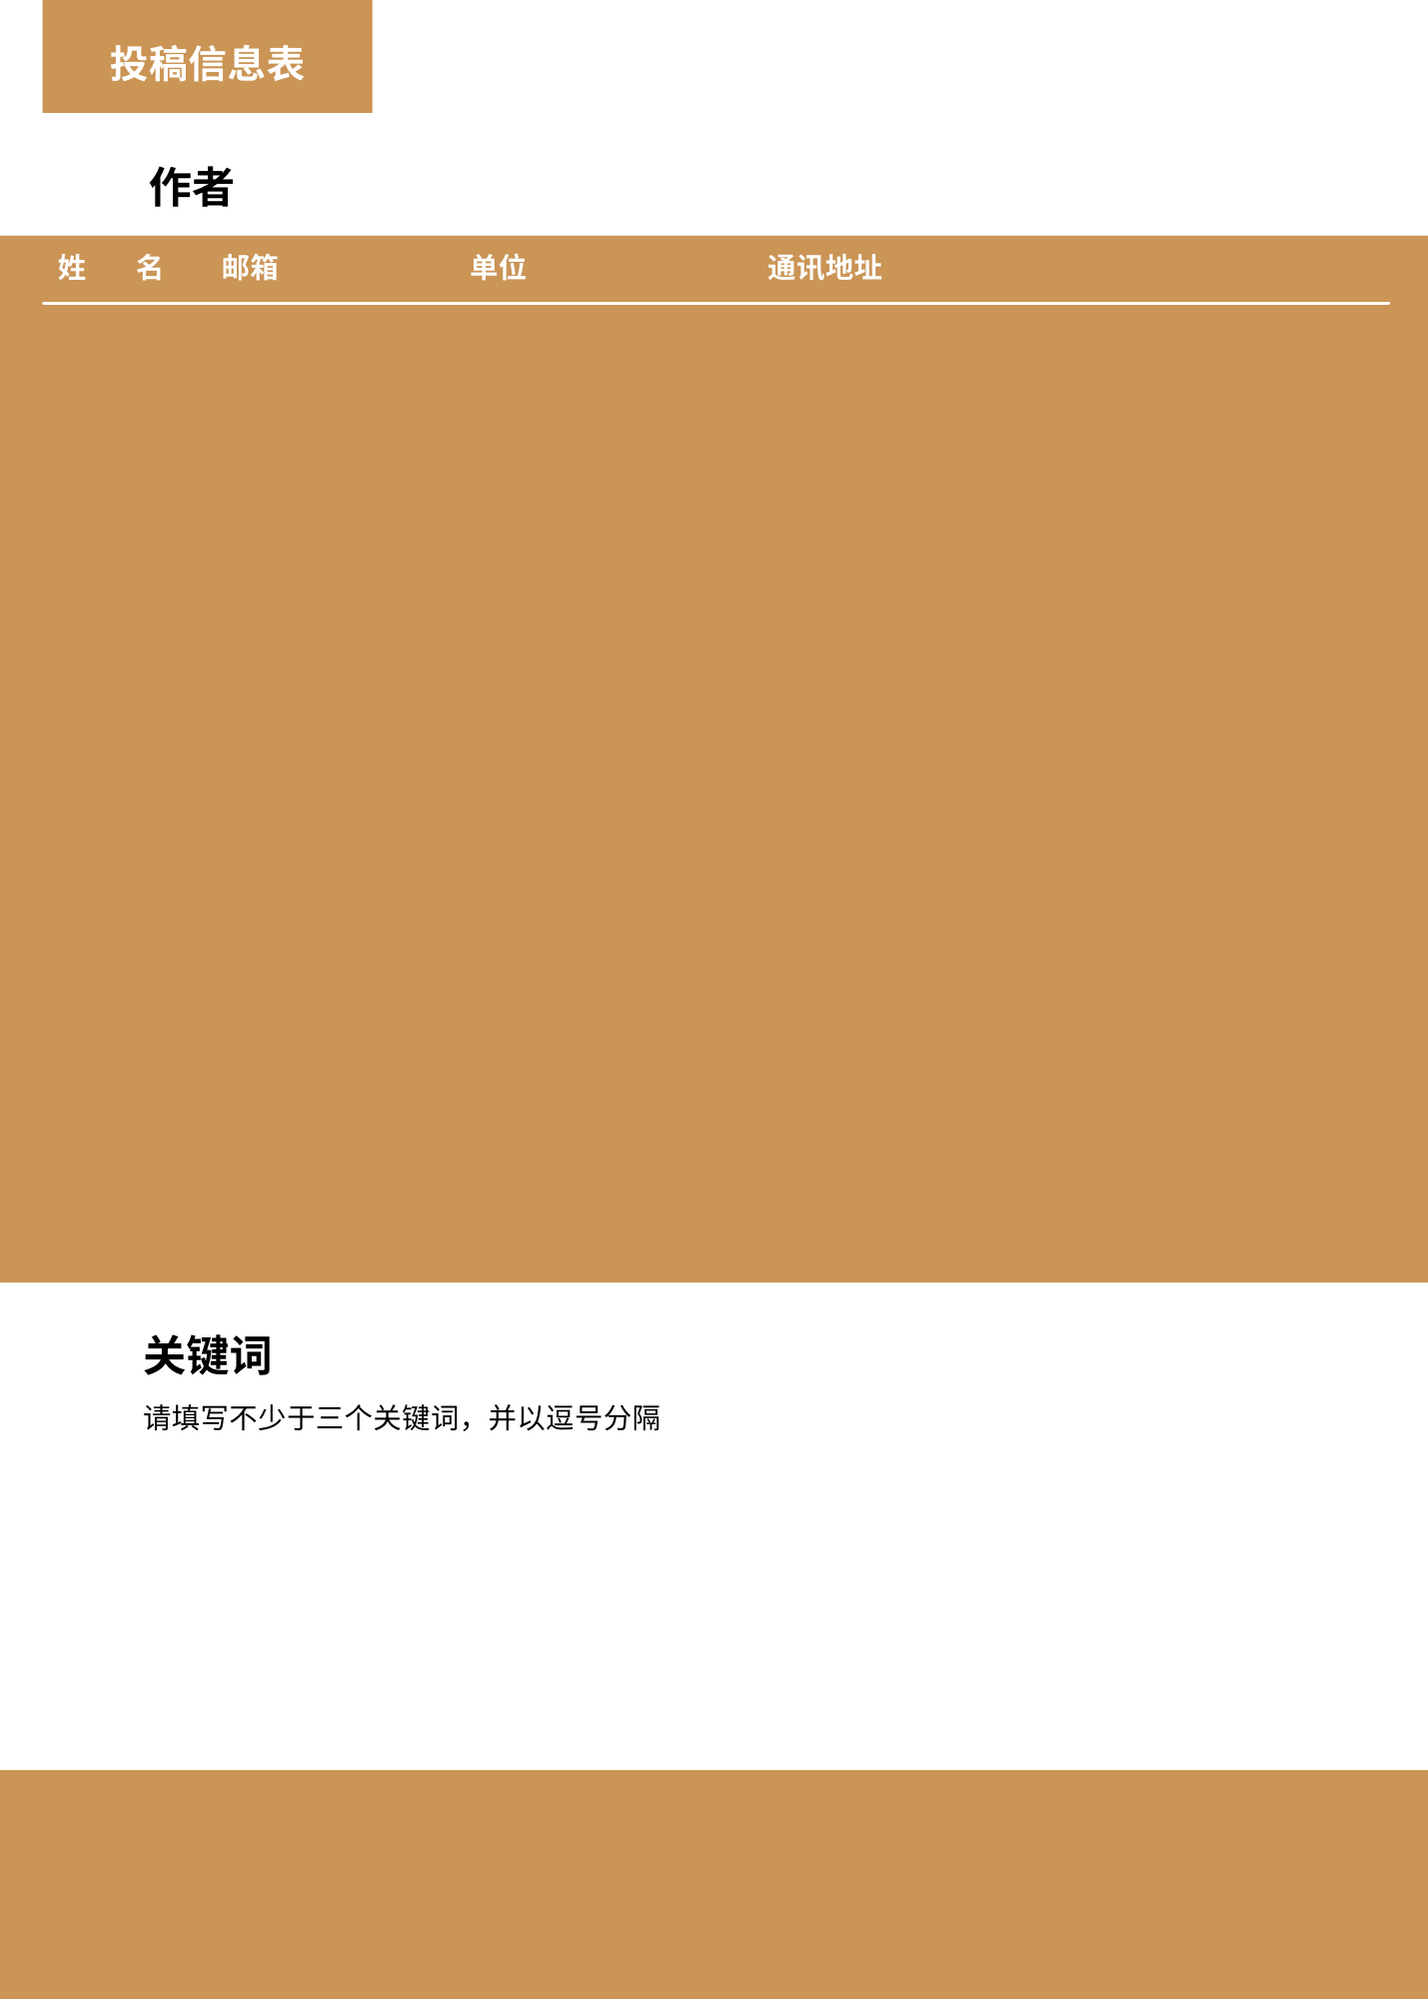 投稿信息表
作者
姓 名 邮箱 单位 通讯地址
关键词
请填写不少于三个关键词，并以逗号分隔